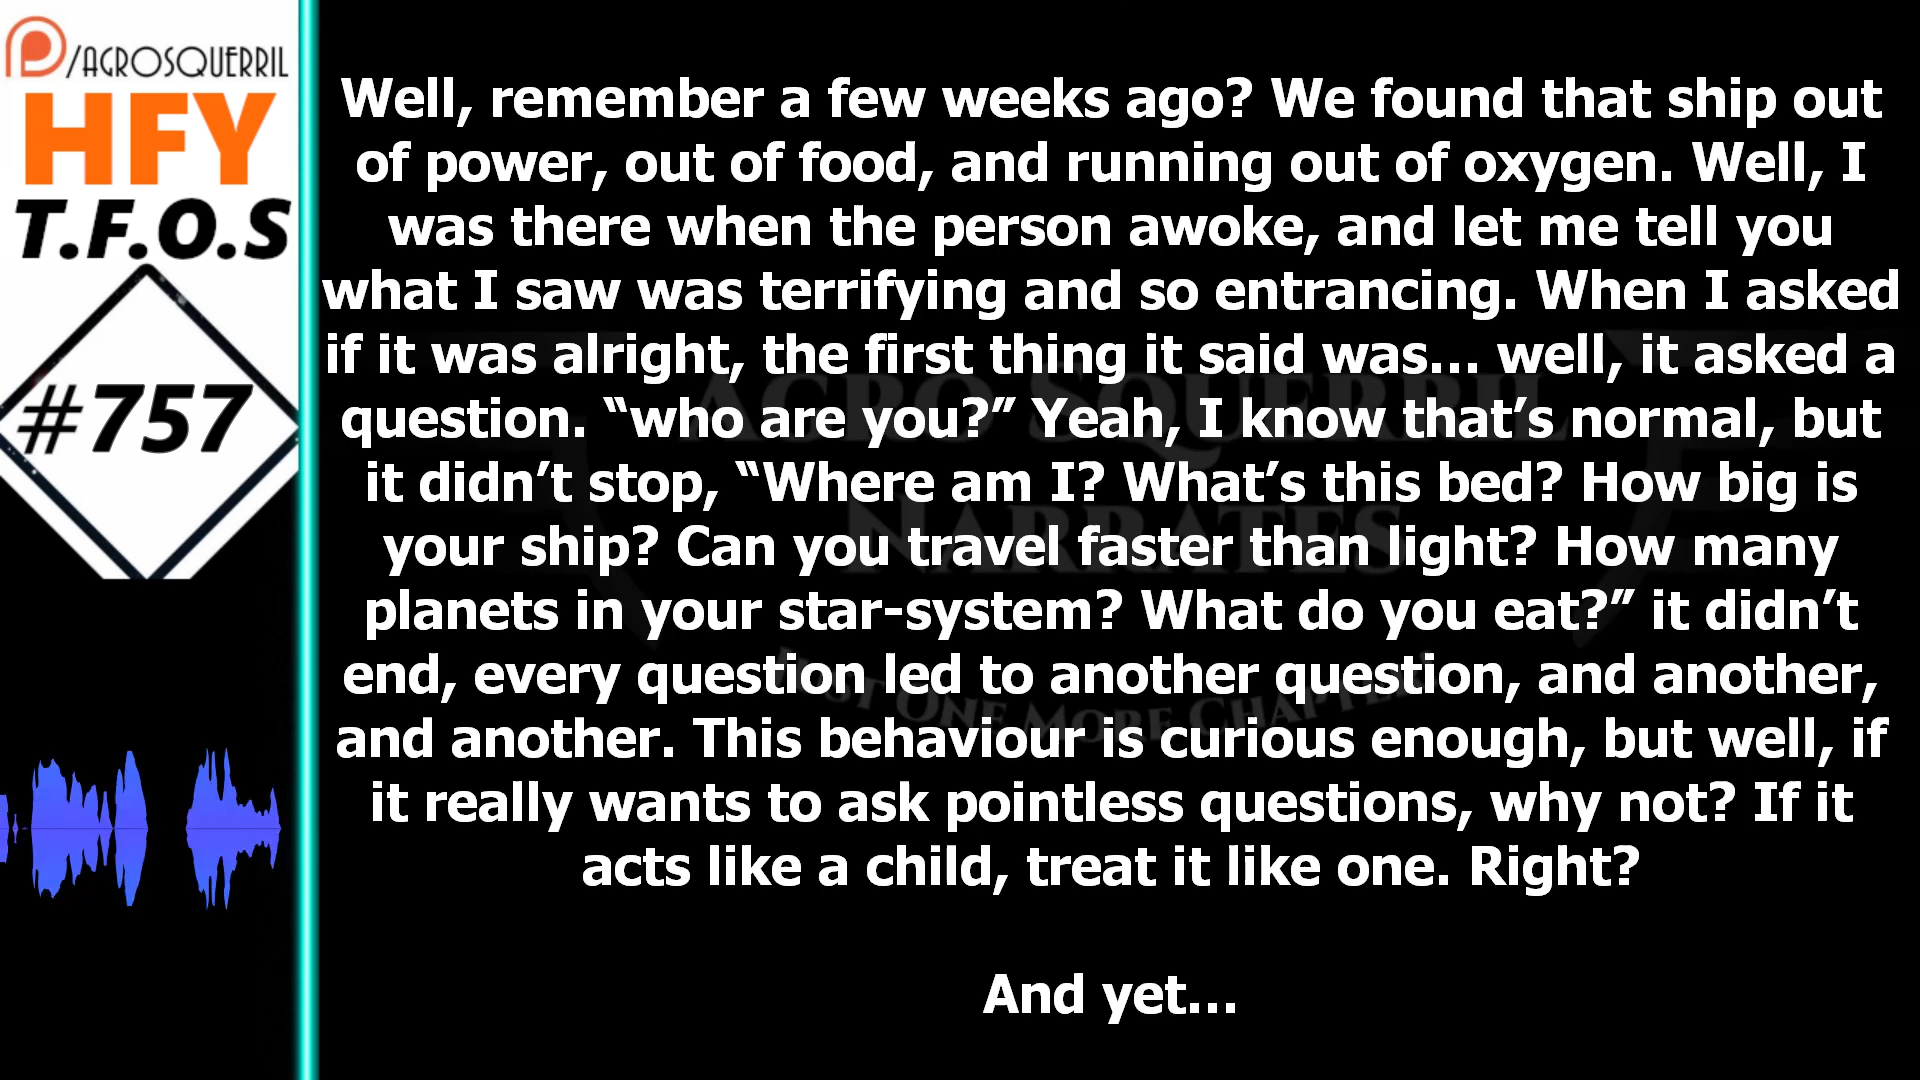 /AGROSQUERRIL
HFY
T.F.O.S
#757
Well, remember a few weeks ago? We found that ship out
of power, out of food, and running out of oxygen. Well, I
was there when the person awoke, and let me tell you
what I saw was terrifying and so entrancing. When I asked
if it was alright, the first thing it said was... well, it asked a
question. “who are you?” Yeah, I know that’s normal, but
it didn’t stop, “Where am I? What’s this bed? How big is
your ship? Can you travel faster than light? How many
planets in your star-system? What do you eat?” it didn’t
end, every question led to another question, and another,
and another. This behaviour is curious enough, but well, if
it really wants to ask pointless questions, why not? If it
acts like a child, treat it like one. Right?
And yet...
AGRO SQUERRIL
NARRATES
JUST ONE MORE CHAPTER